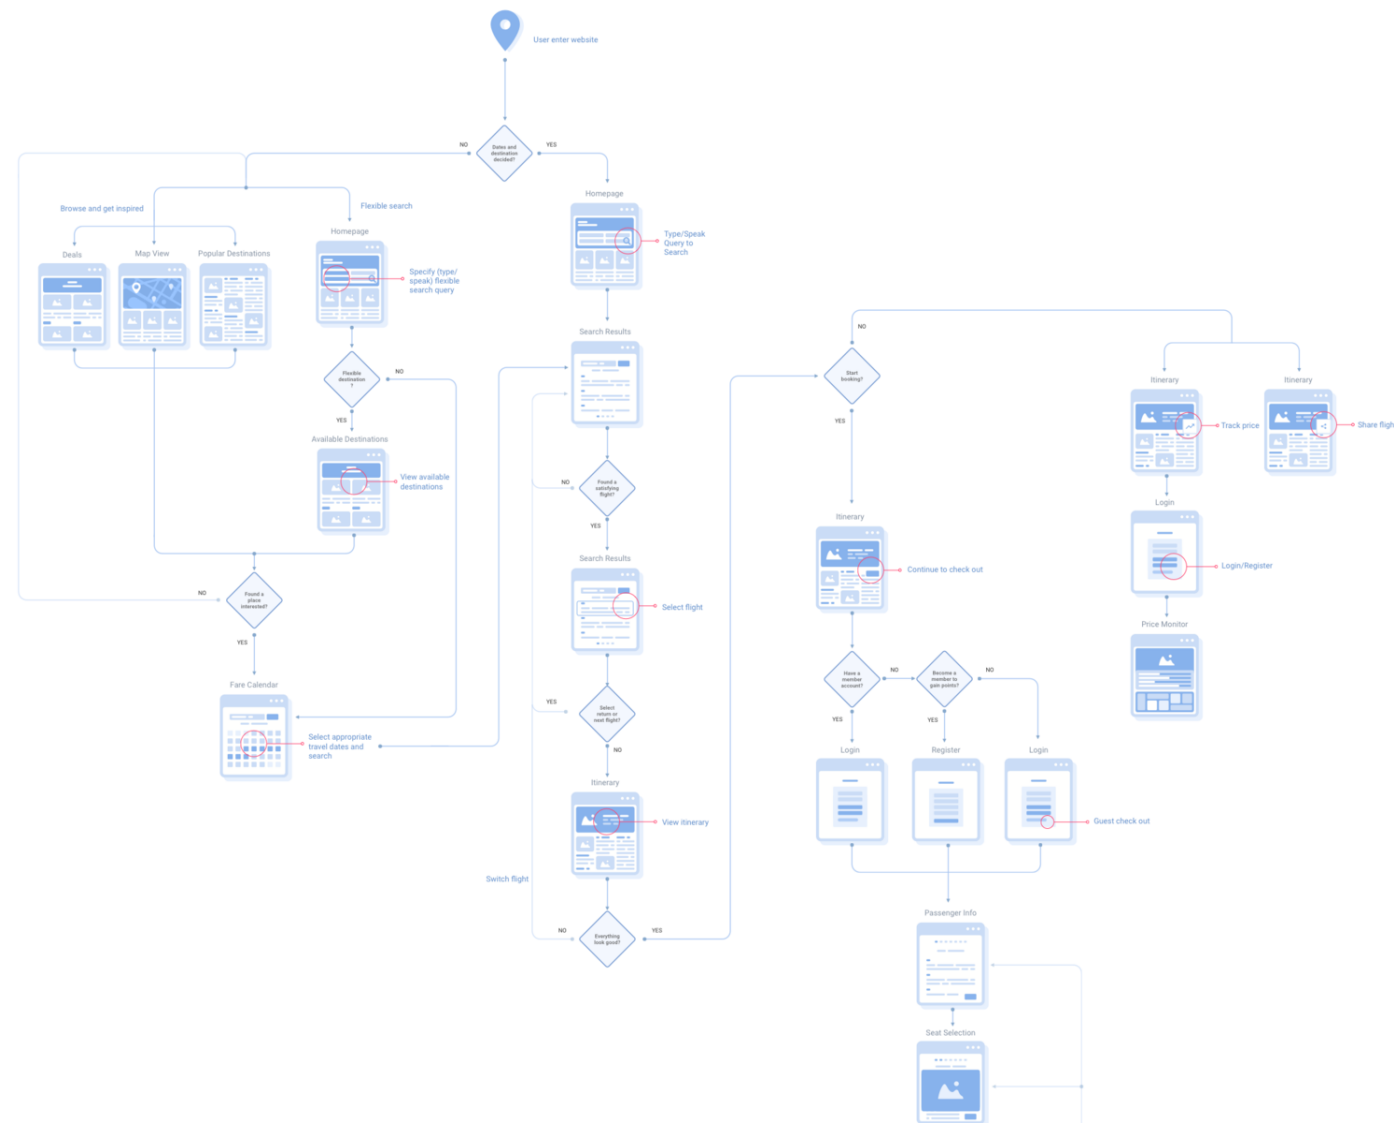 User enter website
Dates and
destination
decided?
NO
YES
Browse and get inspired
Flexible search
Deals
Map View
Popular Destinations
Homepage
Specify (type/
speak) flexible
search query
Flexible
destination
?
NO
YES
Available Destinations
View available
destinations
Found a
place
interested?
NO
YES
Fare Calendar
Select appropriate
travel dates and
search
Homepage
Type/Speak
Query to
Search
Search Results
Found a
satisfying
flight?
NO
YES
Search Results
Select flight
Select
return or
next flight?
YES
NO
Itinerary
View itinerary
Switch flight
Everything
look good?
NO
YES
Start
booking?
NO
YES
Itinerary
Continue to check out
Have a
member
account?
NO
YES
Become a
member to
gain points?
NO
YES
Login
Register
Login
Guest check out
Passenger Info
Seat Selection
Itinerary
Track price
Itinerary
Share fligh
Login
Login/Register
Price Monitor